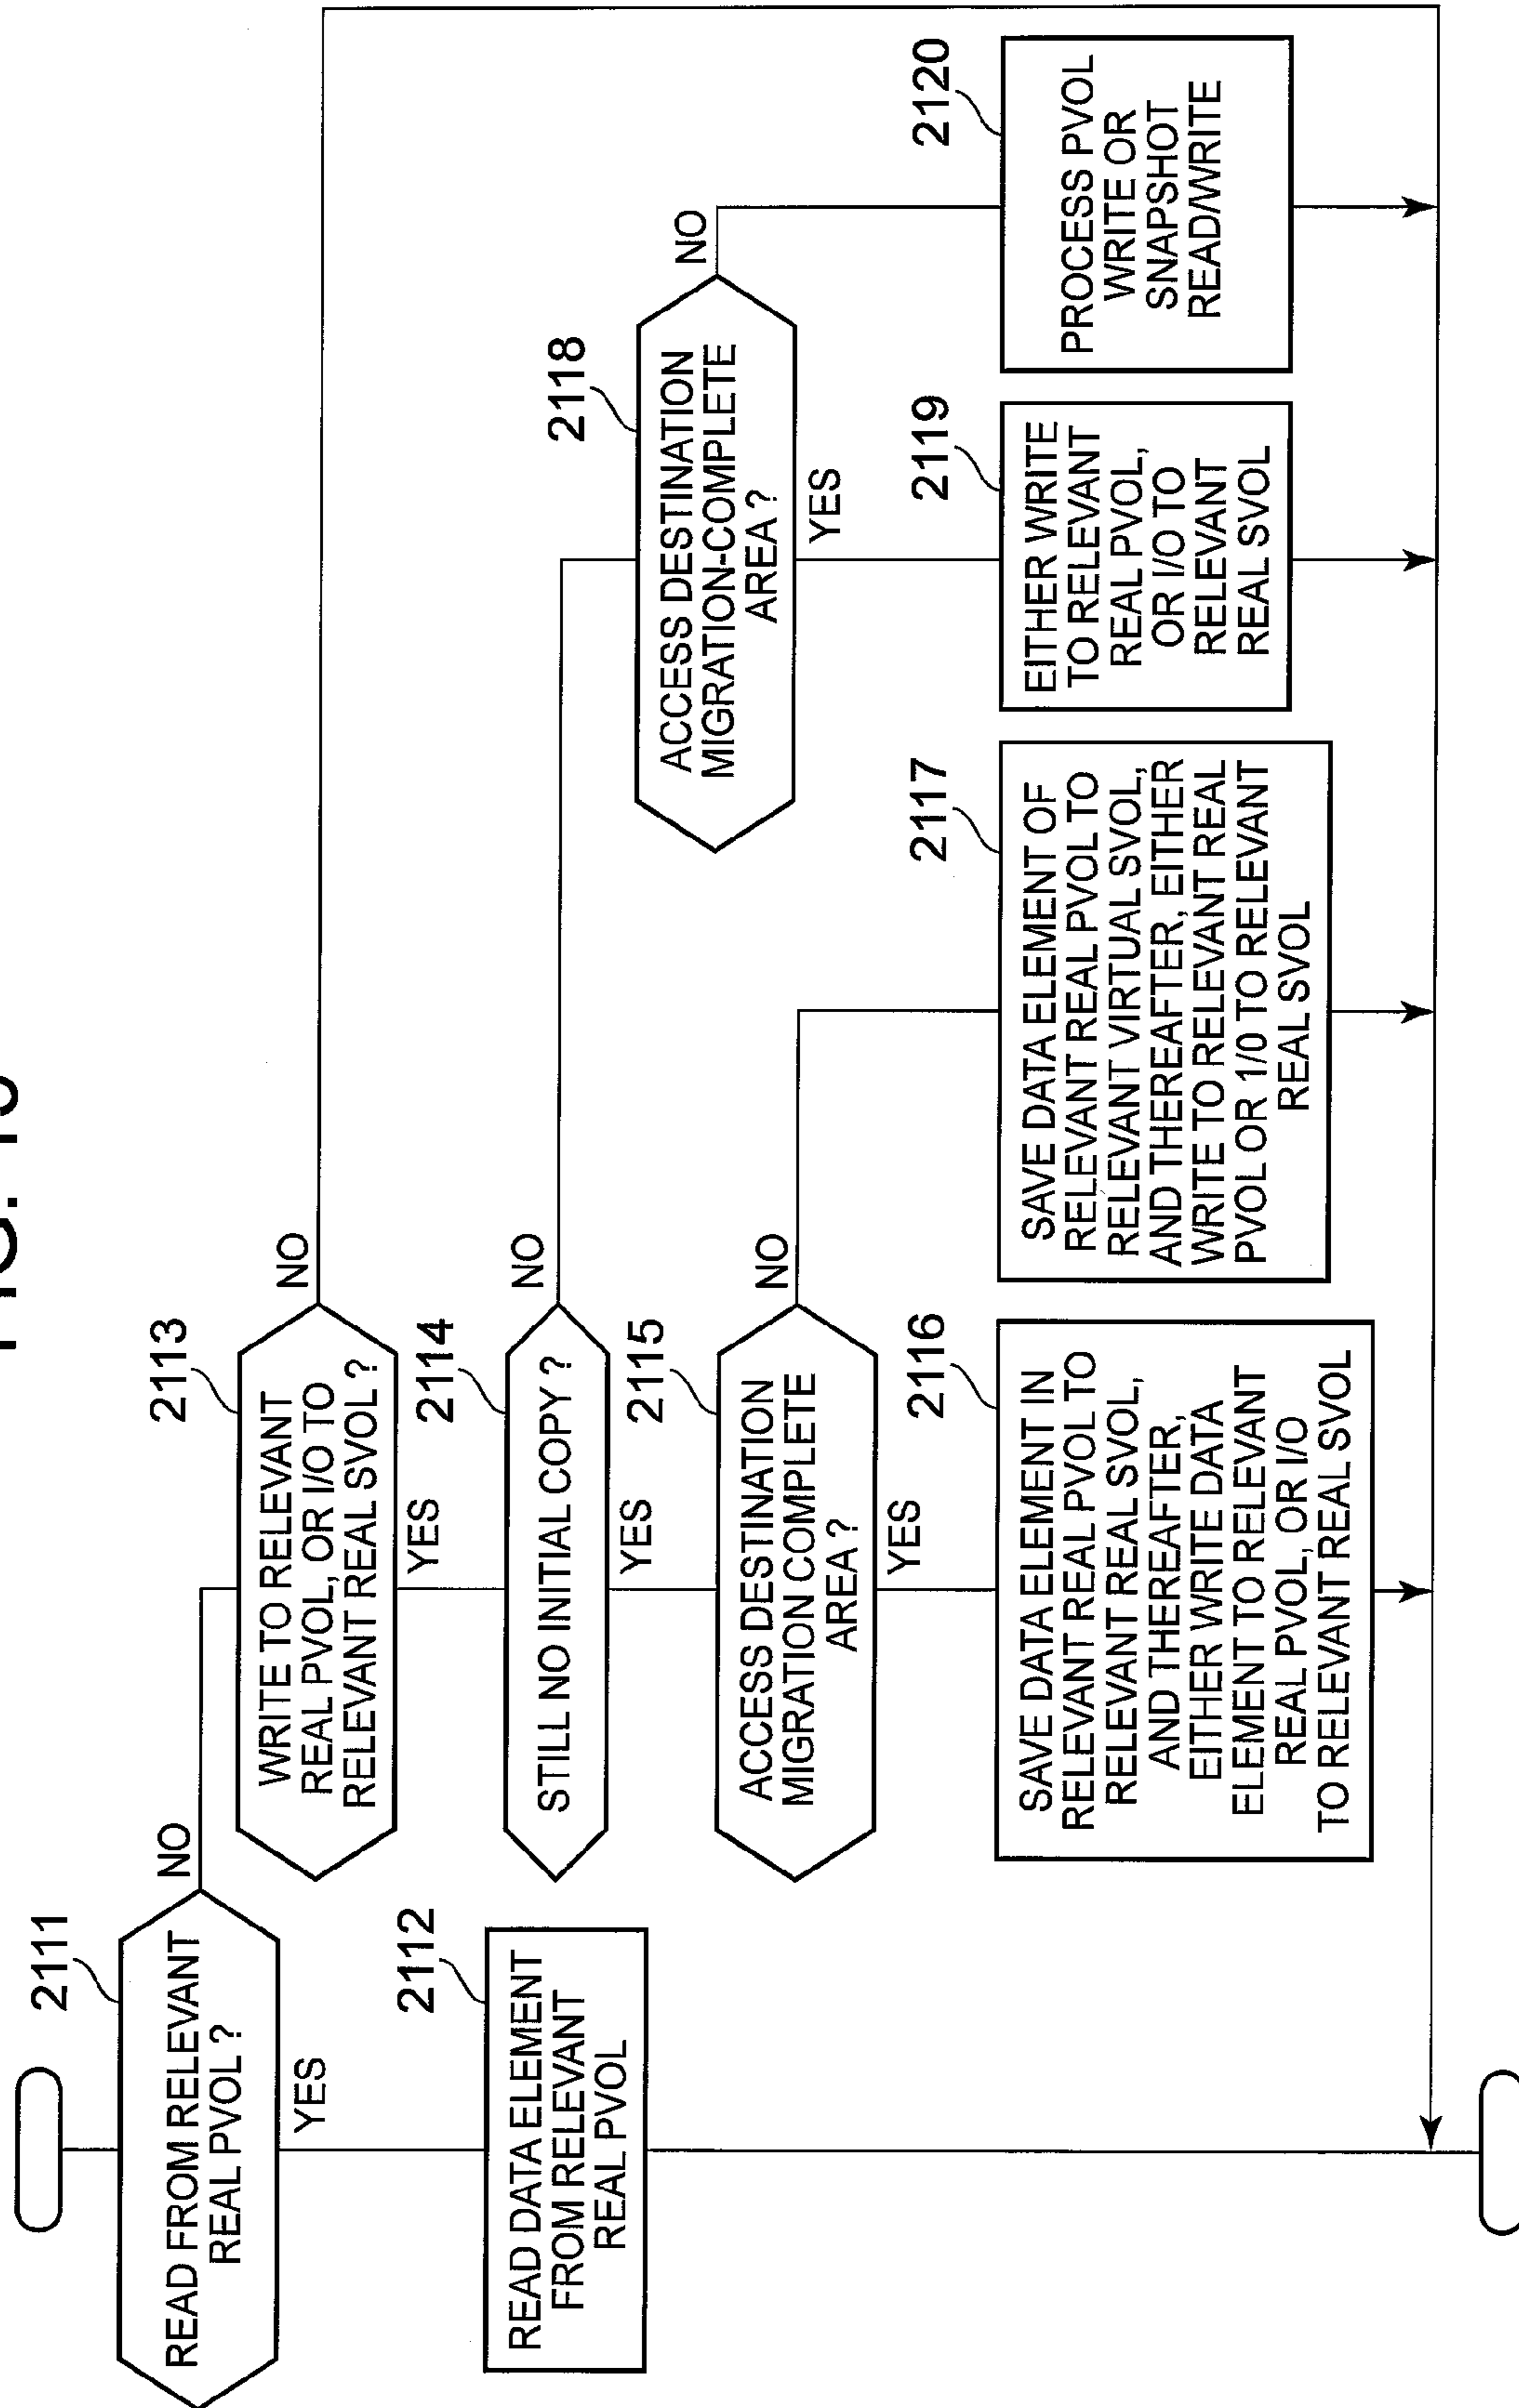 2111
READ FROM RELEVANT
REAL PVOL ?
NO
YES
2112
READ DATA ELEMENT
FROM RELEVANT
REAL PVOL
2113
WRITE TO RELEVANT
REAL PVOL, OR I/O TO
RELEVANT REAL SVOL ?
NO
YES
2114
STILL NO INITIAL COPY ?
NO
YES
2115
ACCESS DESTINATION
MIGRATION COMPLETE
AREA ?
NO
YES
2116
SAVE DATA ELEMENT IN
RELEVANT REAL PVOL TO
RELEVANT REAL SVOL,
AND THEREAFTER,
EITHER WRITE DATA
ELEMENT TO RELEVANT
REAL PVOL, OR I/O
TO RELEVANT REAL SVOL
2117
SAVE DATA ELEMENT OF
RELEVANT REAL PVOL TO
RELEVANT VIRTUAL SVOL,
AND THEREAFTER, EITHER
WRITE TO RELEVANT REAL
PVOL OR 1/0 TO RELEVANT
REAL SVOL
2118
ACCESS DESTINATION
MIGRATION-COMPLETE
AREA ?
NO
YES
2119
EITHER WRITE
TO RELEVANT
REAL PVOL,
OR I/O TO
RELEVANT
REAL SVOL
2120
PROCESS PVOL
WRITE OR
SNAPSHOT
READ/WRITE